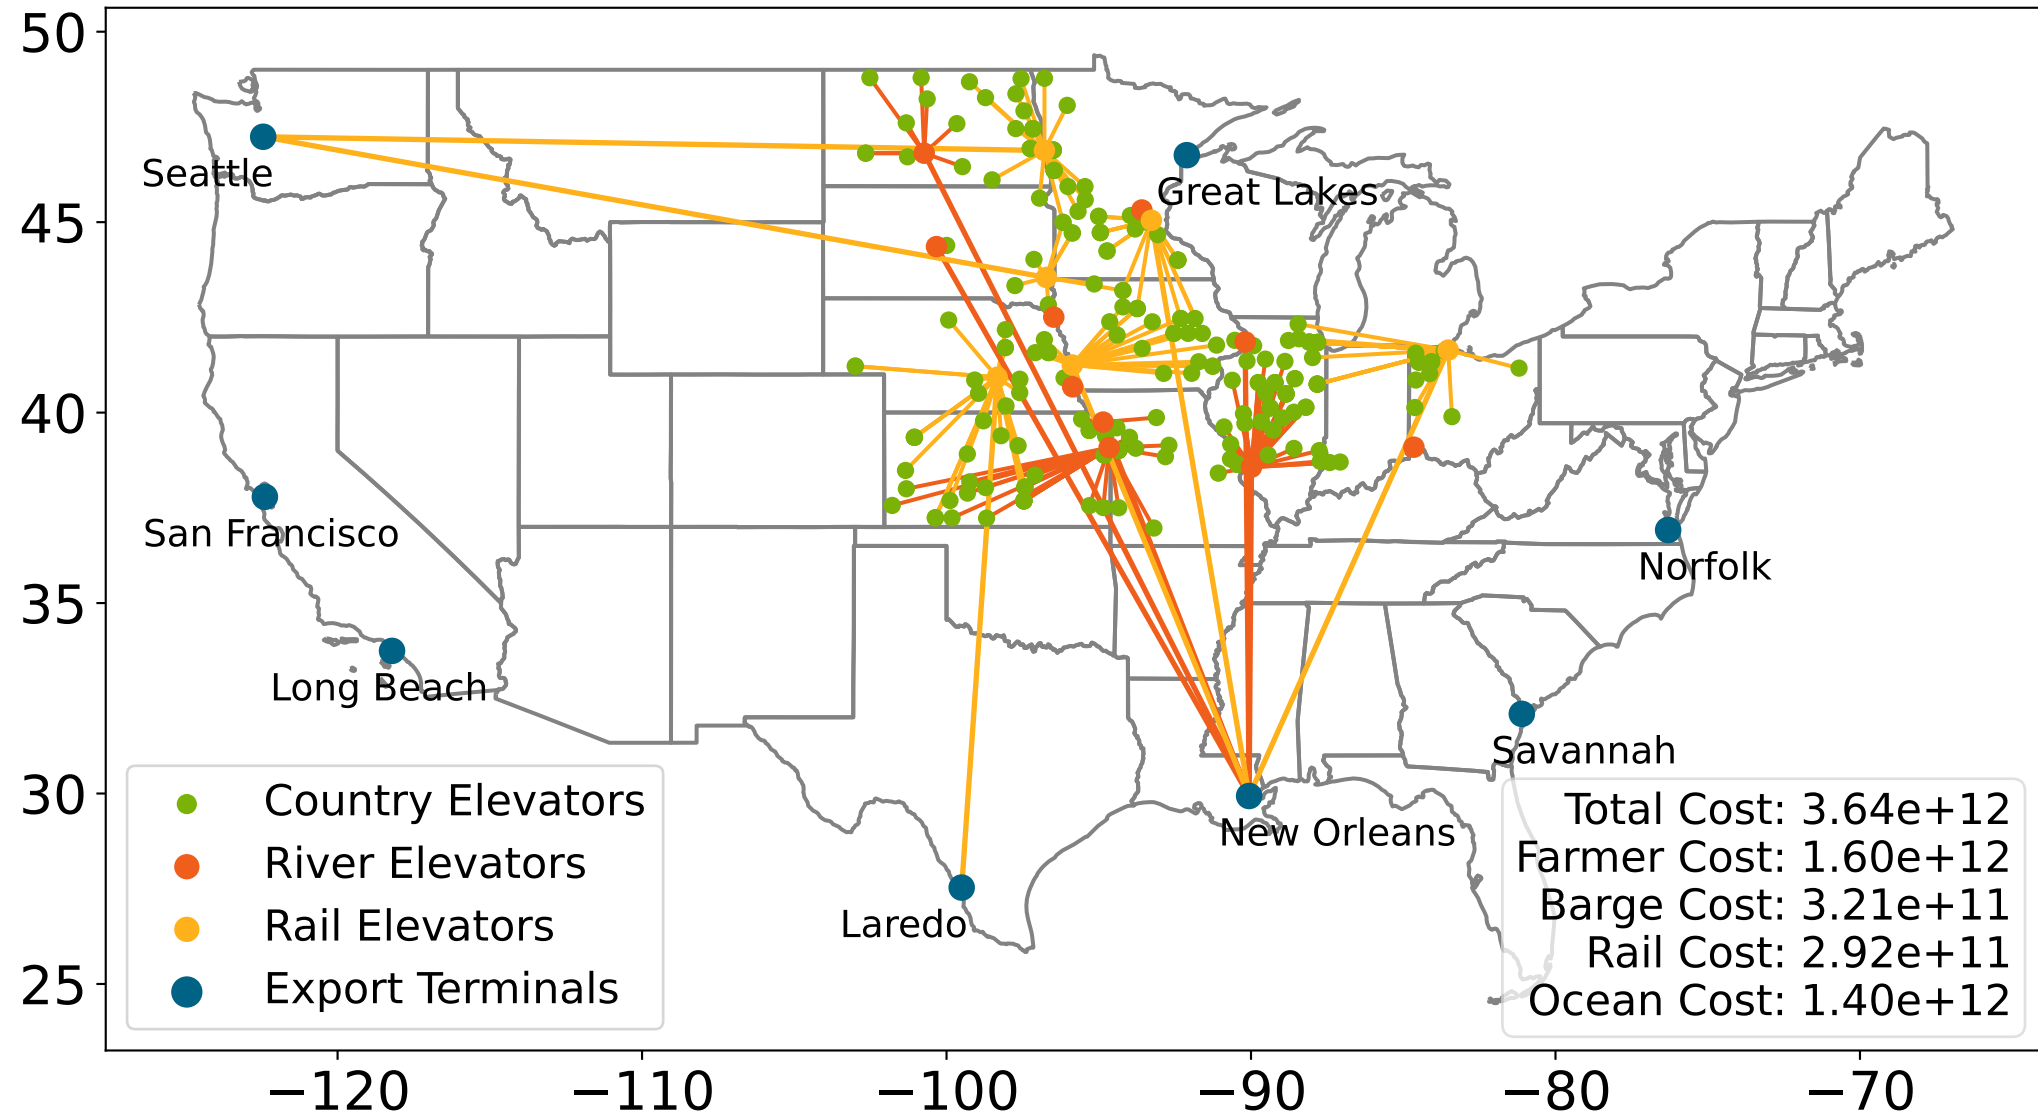 50
45
40
35
30
25
Seattle
Great Lakes
San Francisco
Norfolk
Long Beach
Savannah
New Orleans
Laredo
Country Elevators
River Elevators
Rail Elevators
Export Terminals
Total Cost: 3.64e+12
Farmer Cost: 1.60e+12
Barge Cost: 3.21e+11
Rail Cost: 2.92e+11
Ocean Cost: 1.40e+12
−120
−110
−100
−90
−80
−70